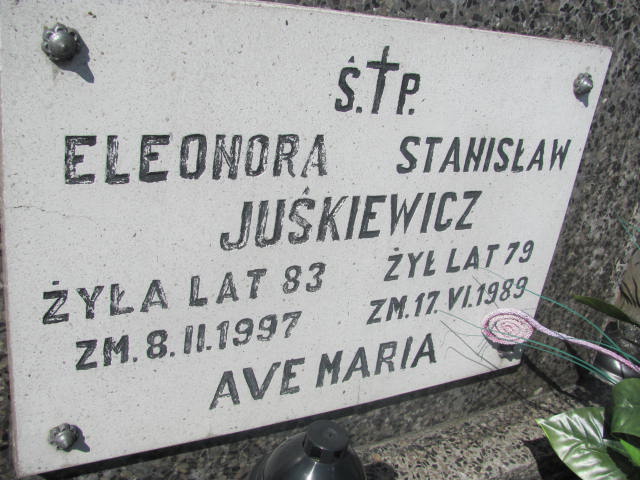 Ś.†P.
ELEONORA STANISŁAW
JUŚKIEWICZ
ŻYŁA LAT 83 ŻYŁ LAT 79
ZM. 8.II.1997 ZM. 17. VI.1989
AVE MARIA